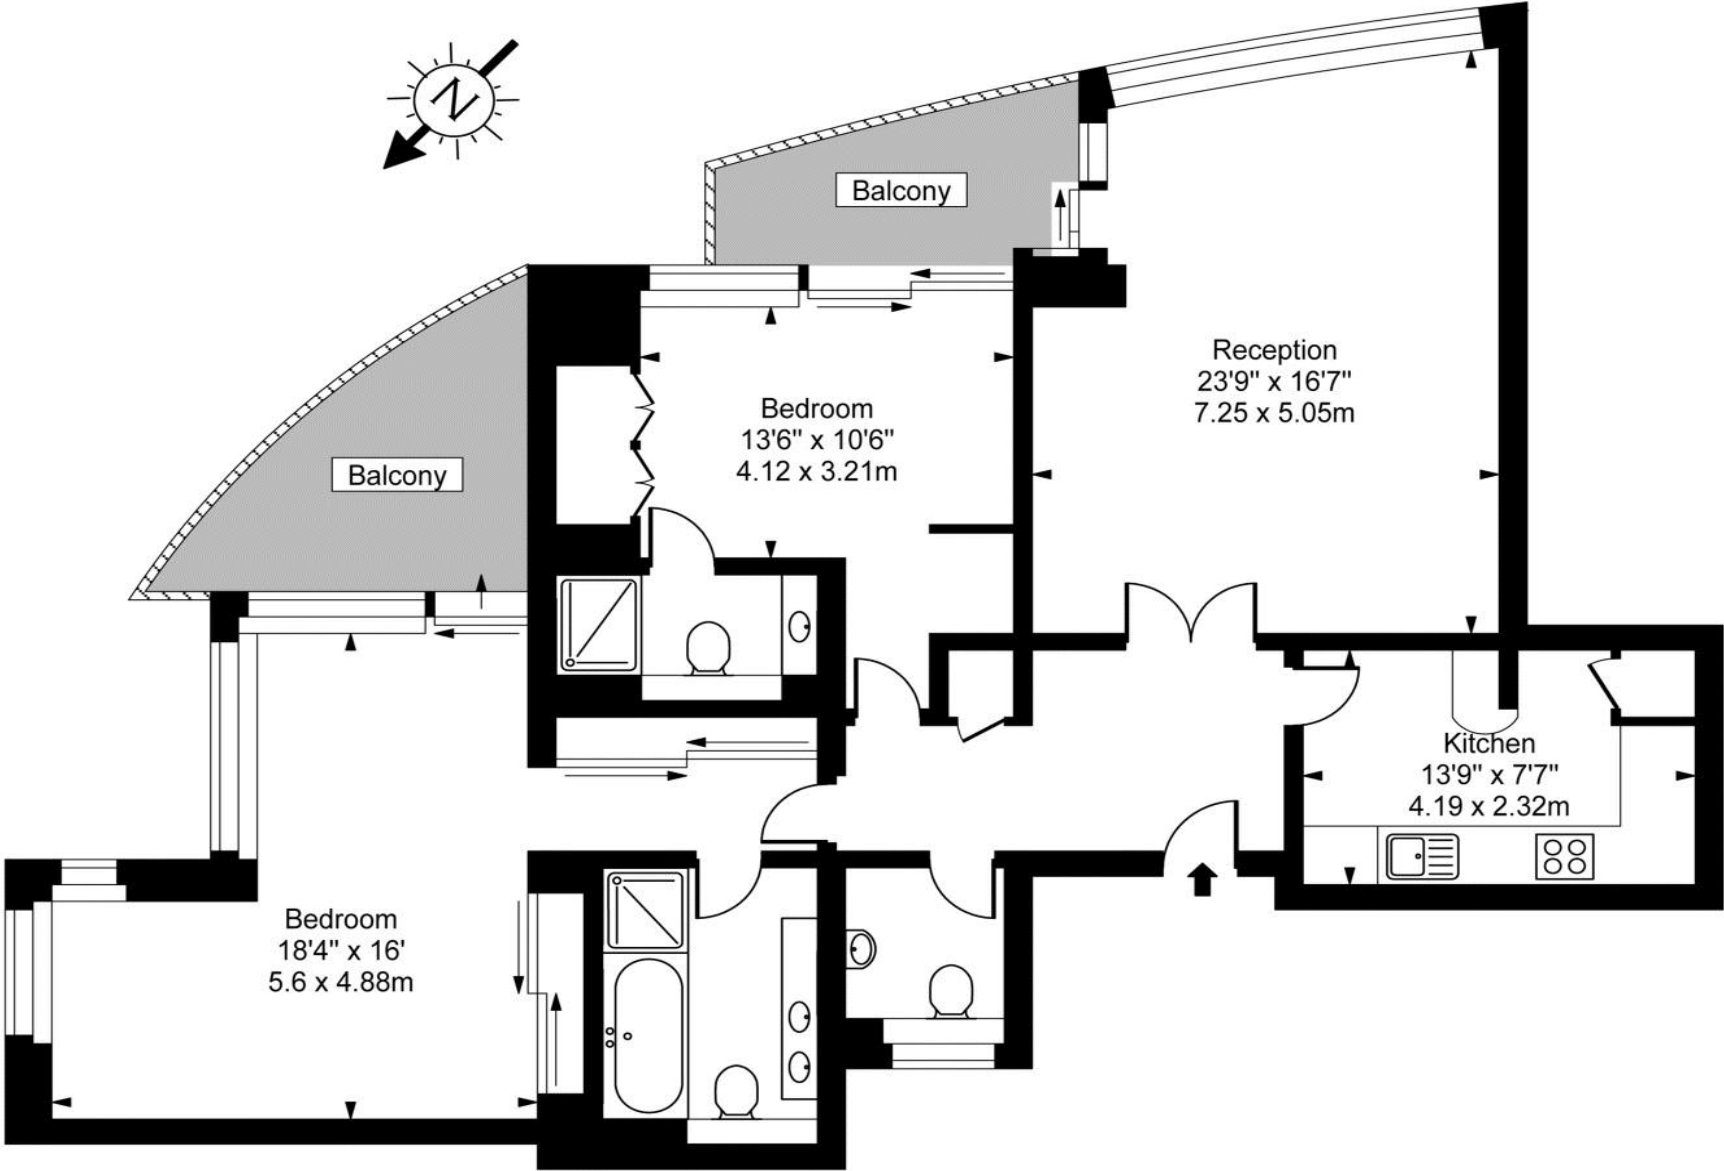 N
Balcony
Balcony
Reception
23'9" x 16'7"
7.25 x 5.05m
Bedroom
13'6" x 10'6"
4.12 x 3.21m
Kitchen
13'9" x 7'7"
4.19 x 2.32m
Bedroom
18'4" x 16'
5.6 x 4.88m